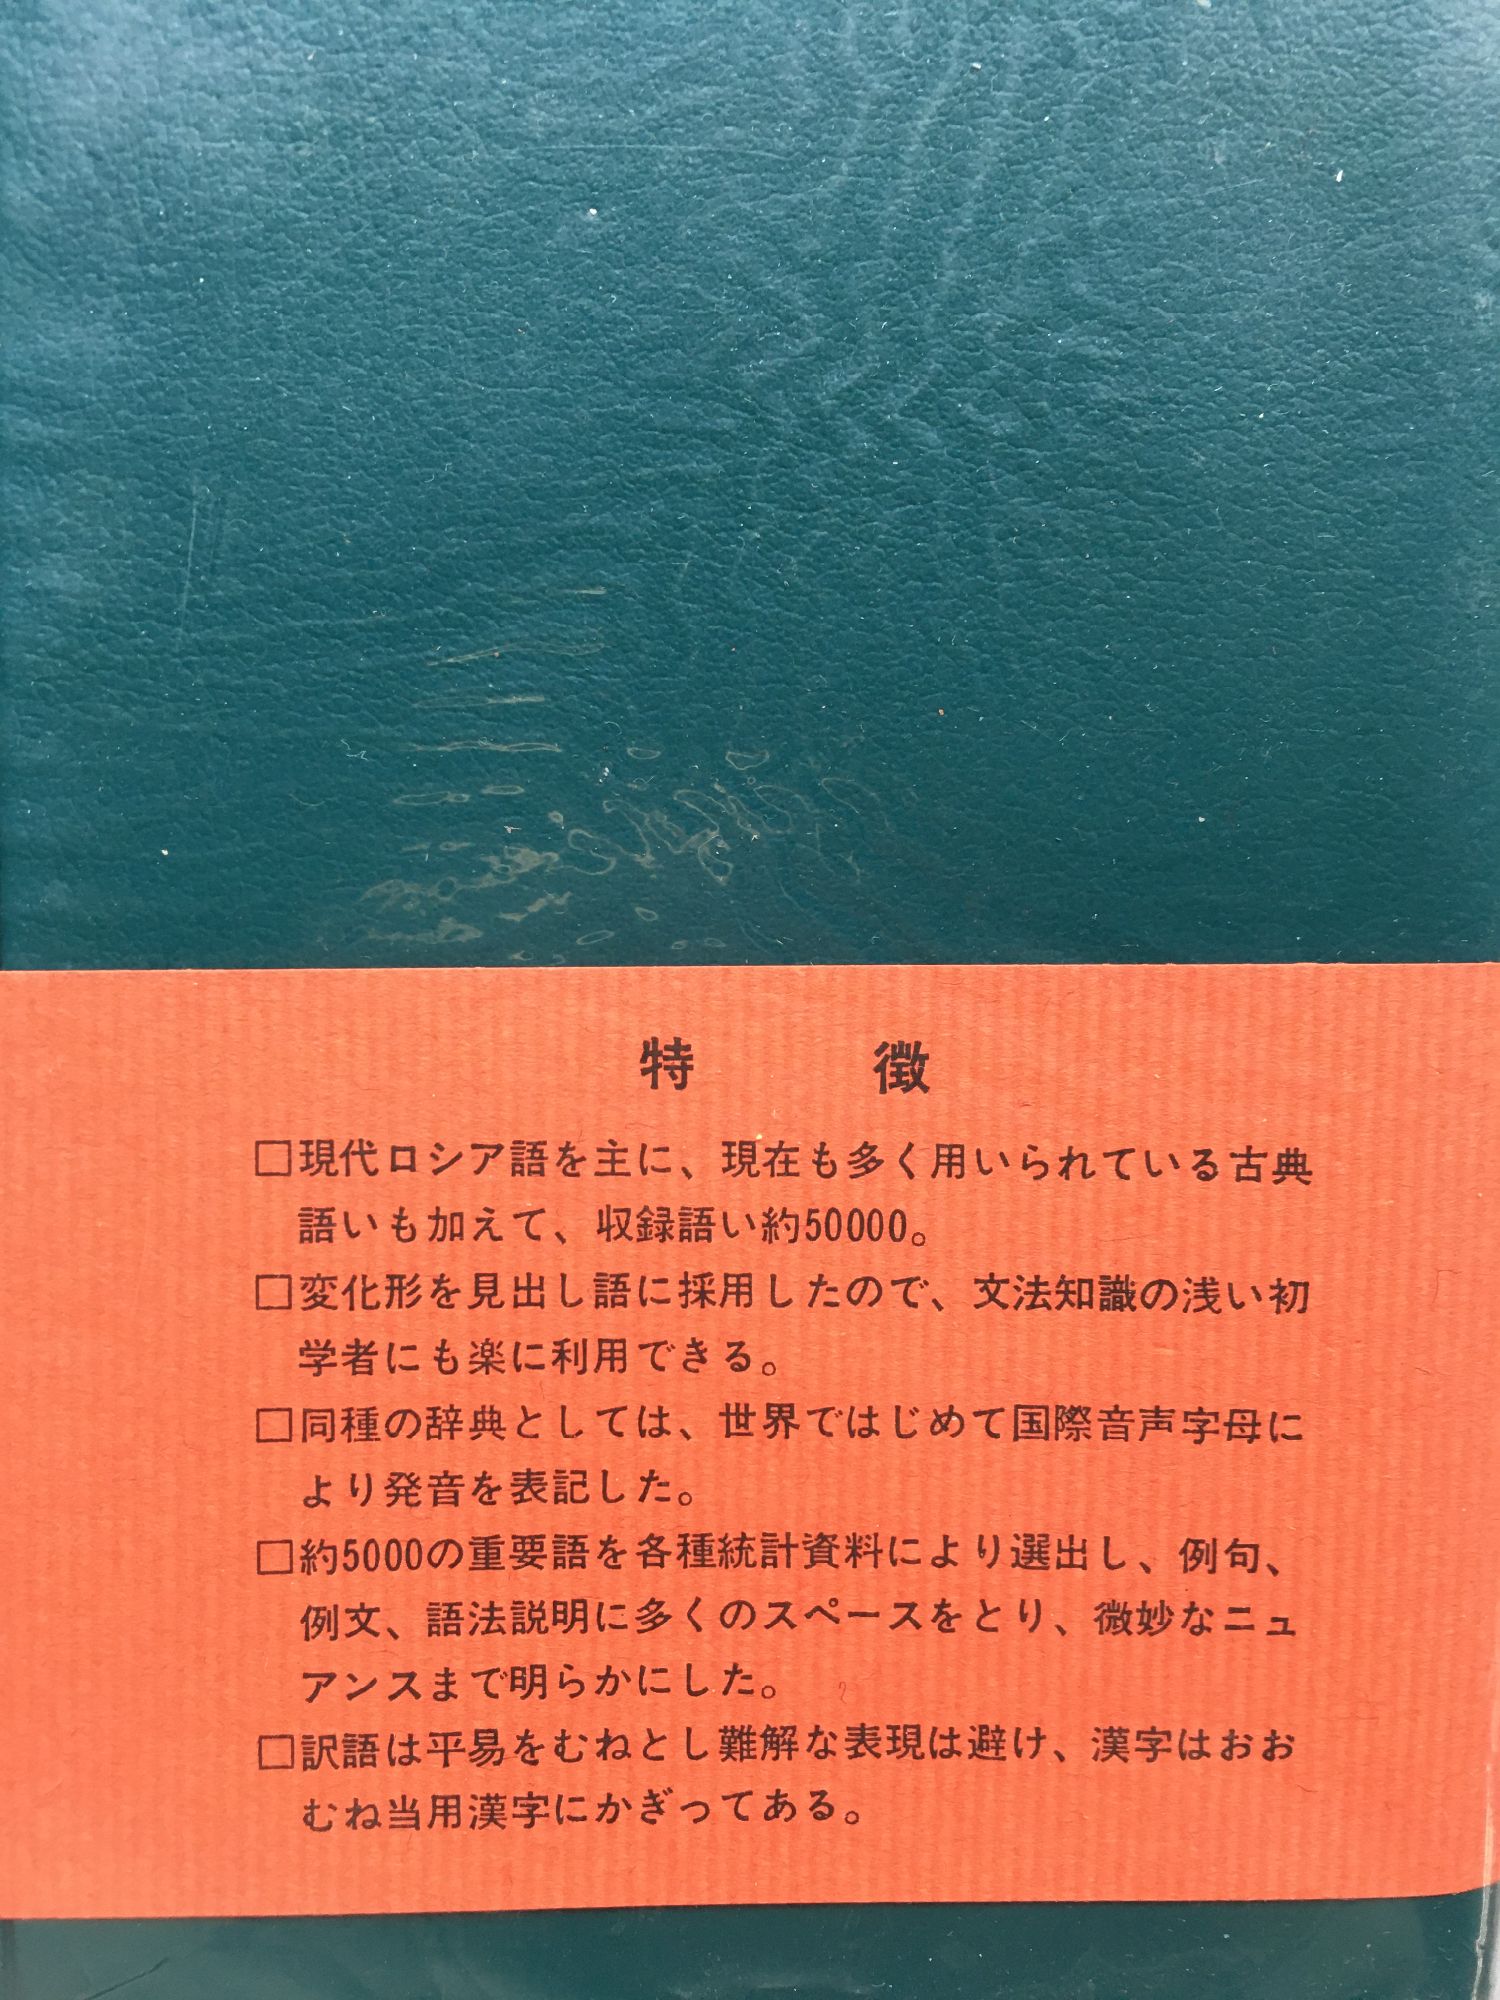 特 徴
□現代ロシア語を主に、現在も多く用いられている古典
語いも加えて、収録語い約50000。
□変化形を見出し語に採用したので、文法知識の浅い初
学者にも楽に利用できる。
□同種の辞典としては、世界ではじめて国際音声字母に
より発音を表記した。
□約5000の重要語を各種統計資料により選出し、例句、
例文、語法説明に多くのスペースをとり、微妙なニュ
アンスまで明らかにした。
□訳語は平易をむねとし難解な表現は避け、漢字はおお
むね当用漢字にかぎってある。